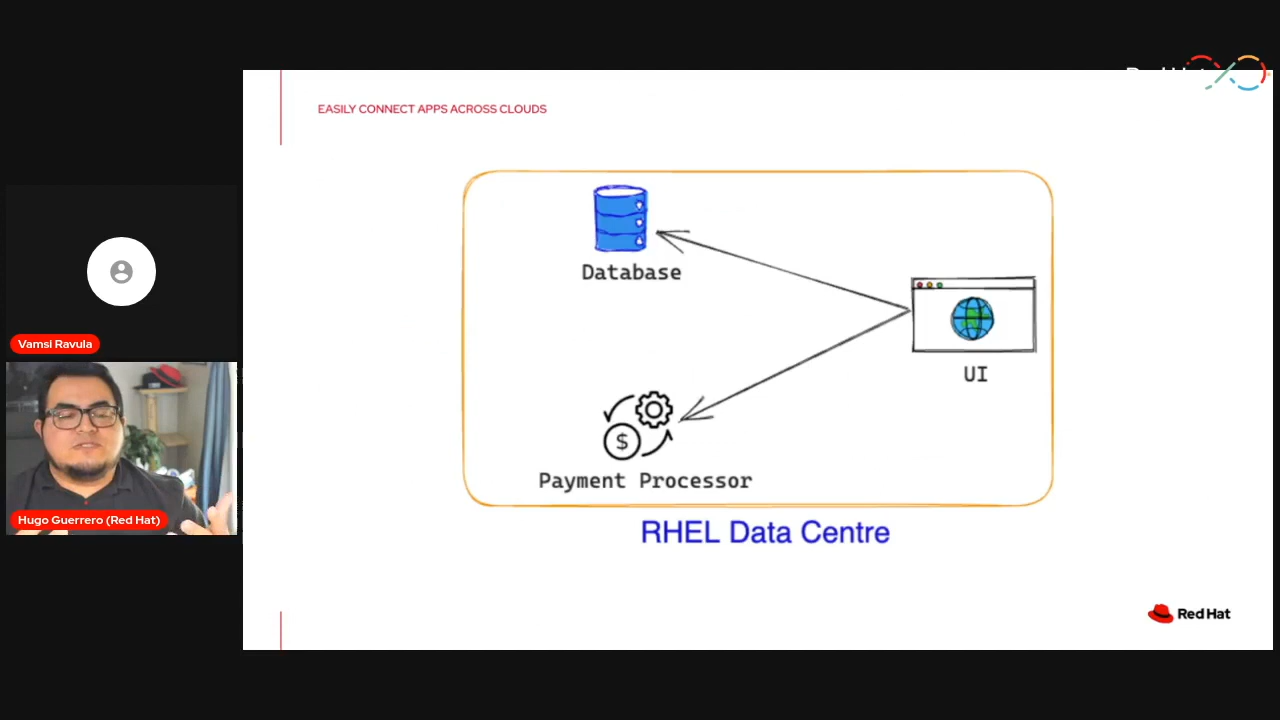 EASILY CONNECT APPS ACROSS CLOUDS
Database
UI
Payment Processor
RHEL Data Centre
Red Hat
Vamsi Ravula
Hugo Guerrero (Red Hat)
$